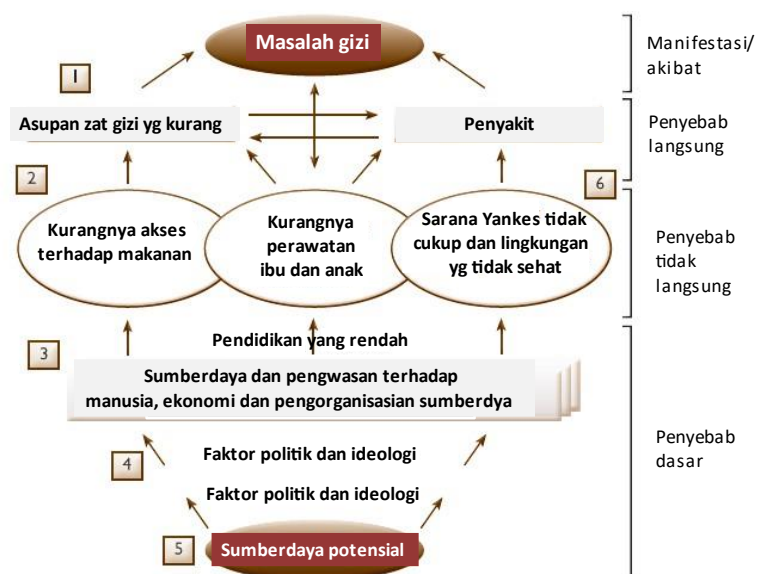 Masalah gizi
Manifestasi/
akibat
1
Asupan zat gizi yg kurang
Penyakit
Penyebab
langsung
2
6
Kurangnya akses
terhadap makanan
Kurangnya
perawatan
ibu dan anak
Sarana Yankes tidak
cukup dan lingkungan
yg tidak sehat
Penyebab
tidak
langsung
Pendidikan yang rendah
3
Sumberdaya dan pengwasan terhadap
manusia, ekonomi dan pengorganisasian sumberdya
Penyebab
dasar
4
Faktor politik dan ideologi
Faktor politik dan ideologi
5
Sumberdaya potensial